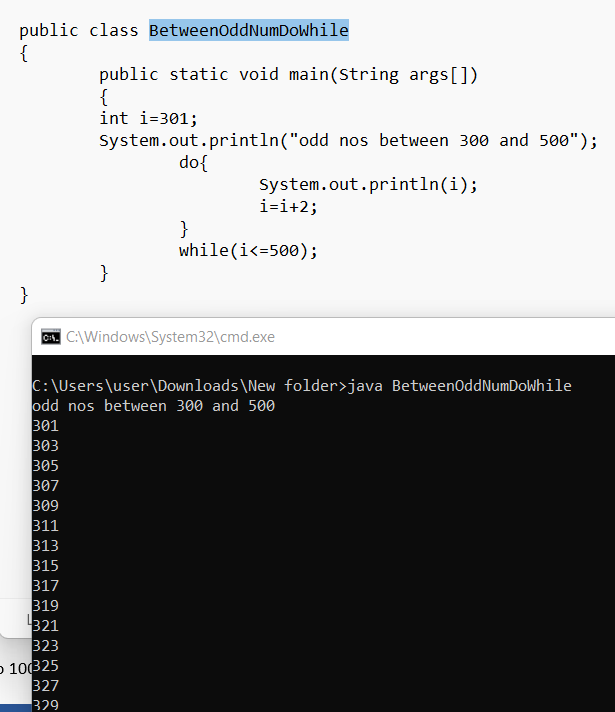 public class BetweenOddNumDoWhile
{
public static void main(String args[])
{
int i=301;
System.out.println("odd nos between 300 and 500");
do{
System.out.println(i);
i=i+2;
}
while(i<=500);
}
}
C:\Windows\System32\cmd.exe
C:\Users\user\Downloads\New folder>java BetweenOddNumDoWhile
odd nos between 300 and 500
301
303
305
307
309
311
313
315
317
319
321
323
325
327
329